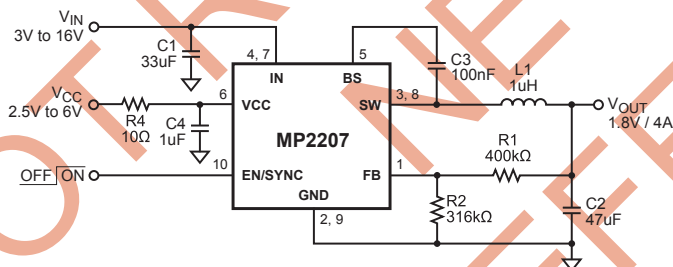 VIN
3V to 16V
C1
33uF
4, 7
IN
5
BS
C3
100nF
L1
1uH
VCC
2.5V to 6V
R4
10Ω
C4
1uF
6
VCC
3, 8
SW
VOUT
1.8V / 4A
MP2207
R1
400kΩ
OFF ON
10
EN/SYNC
1
FB
GND
2, 9
R2
316kΩ
C2
47uF